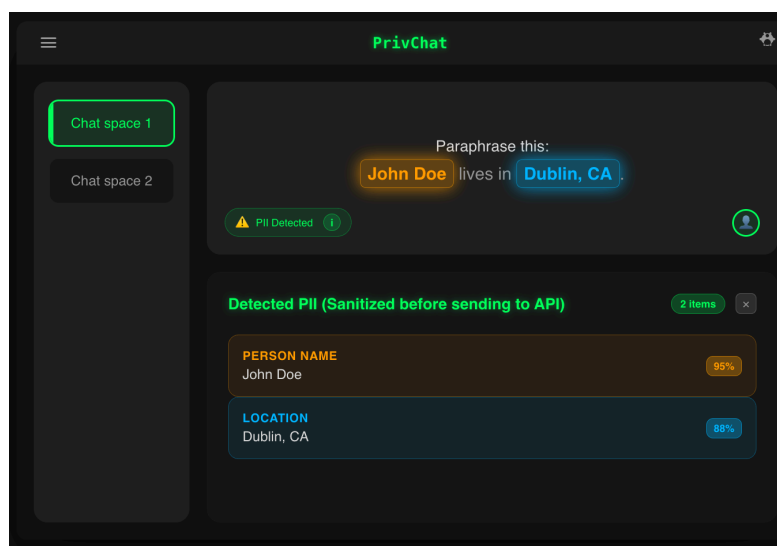 PrivChat
Chat space 1
Chat space 2
Paraphrase this:
John Doe lives in Dublin, CA.
PII Detected i
Detected PII (Sanitized before sending to API)
2 items ×
PERSON NAME
John Doe
95%
LOCATION
Dublin, CA
88%